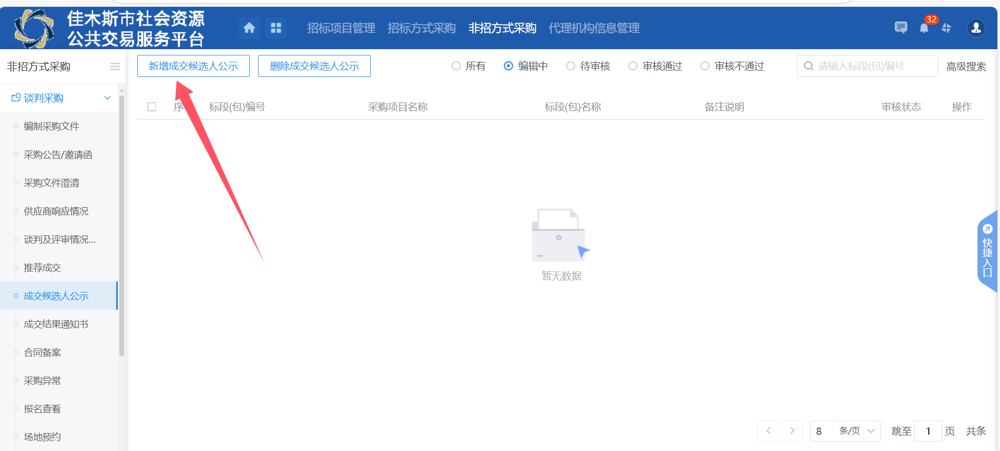 佳木斯市社会资源
公共交易服务平台
招标项目管理 招标方式采购 非招方式采购 代理机构信息管理
32
非招方式采购
新增成交候选人公示 删除成交候选人公示 所有 编辑中 待审核 审核通过 审核不通过 请输入标段(包)编号 高级搜索
谈判采购
序 标段(包)编号 采购项目名称 标段(包)名称 备注说明 审核状态 操作
编制采购文件
采购公告/邀请函
采购文件澄清
供应商响应情况
谈判及评审情况...
推荐成交
成交候选人公示
成交结果通知书
合同备案
采购异常
报名查看
场地预约
暂无数据
快捷入口
8 条/页 跳至 1 页 共条